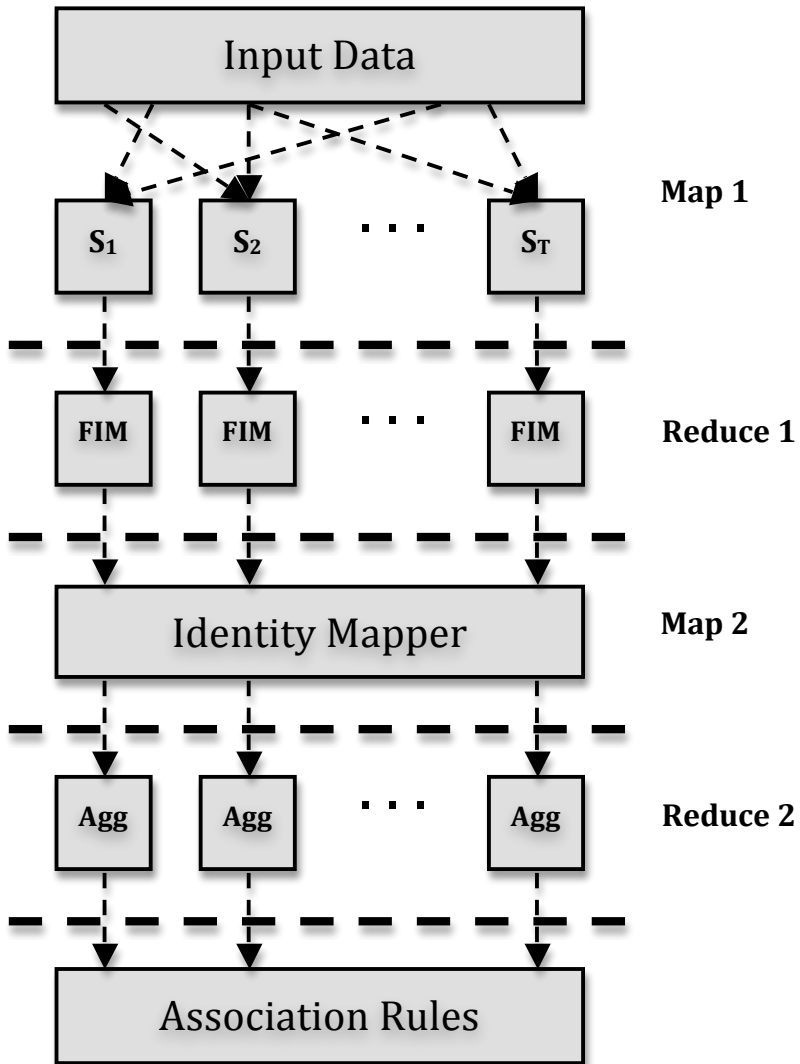 Input Data
Map 1
S₁ S₂ . . . S_T
FIM FIM . . . FIM
Reduce 1
Identity Mapper
Map 2
Agg Agg . . . Agg
Reduce 2
Association Rules